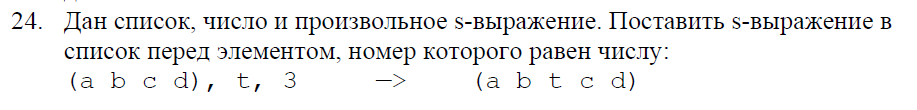 24. Дан список, число и произвольное s-выражение. Поставить s-выражение в
список перед элементом, номер которого равен числу:
(a b c d), t, 3 —> (a b t c d)